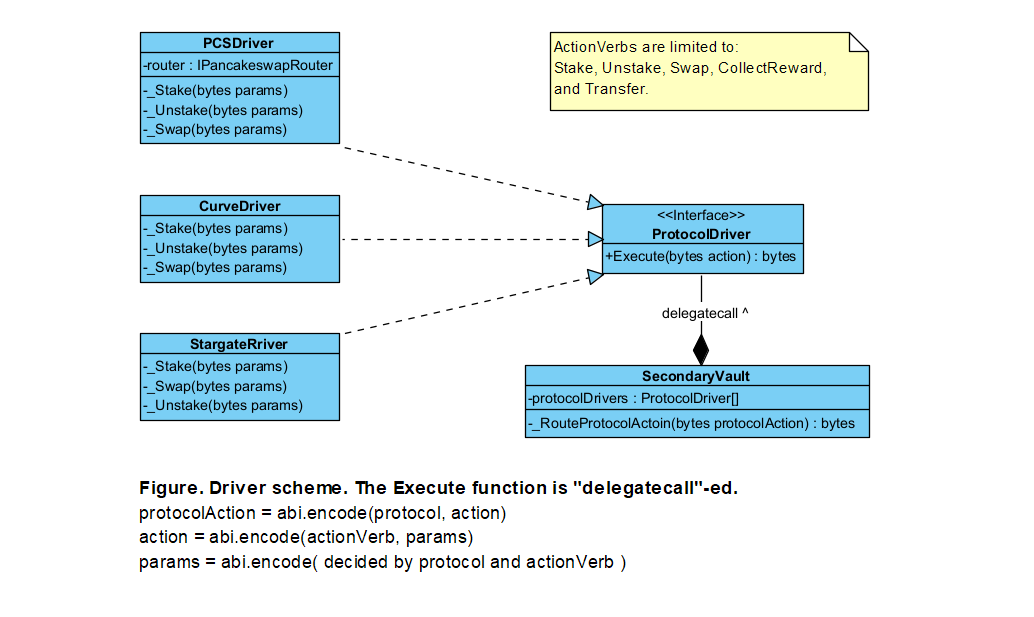 PCSDriver
-router : IPancakeswapRouter
-_Stake(bytes params)
-_Unstake(bytes params)
-_Swap(bytes params)
ActionVerbs are limited to:
Stake, Unstake, Swap, CollectReward,
and Transfer.
CurveDriver
-_Stake(bytes params)
-_Unstake(bytes params)
-_Swap(bytes params)
<<Interface>>
ProtocolDriver
+Execute(bytes action) : bytes
delegatecall ^
StargateRriver
-_Stake(bytes params)
-_Swap(bytes params)
-_Unstake(bytes params)
SecondaryVault
-protocolDrivers : ProtocolDriver[]
-_RouteProtocolActoin(bytes protocolAction) : bytes
Figure. Driver scheme. The Execute function is "delegatecall"-ed.
protocolAction = abi.encode(protocol, action)
action = abi.encode(actionVerb, params)
params = abi.encode( decided by protocol and actionVerb )